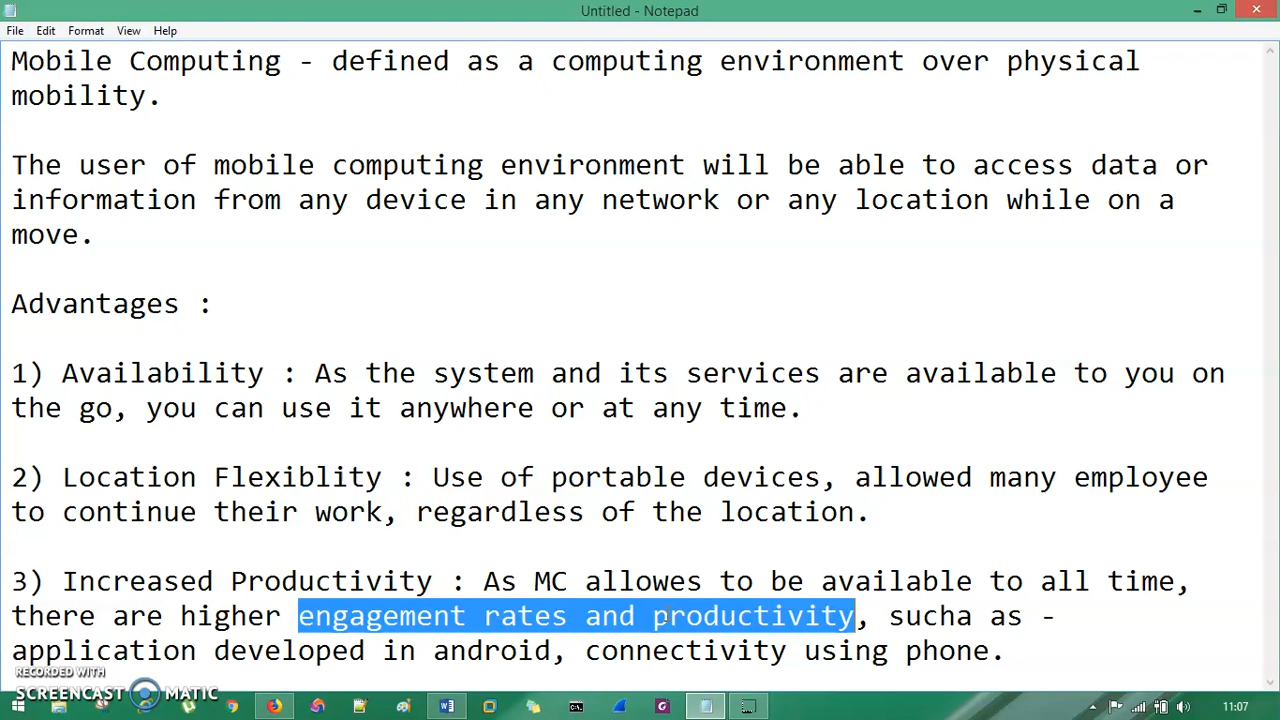 Untitled - Notepad
File Edit Format View Help
Mobile Computing - defined as a computing environment over physical
mobility.
The user of mobile computing environment will be able to access data or
information from any device in any network or any location while on a
move.
Advantages :
1) Availability : As the system and its services are available to you on
the go, you can use it anywhere or at any time.
2) Location Flexiblity : Use of portable devices, allowed many employee
to continue their work, regardless of the location.
3) Increased Productivity : As MC allowes to be available to all time,
there are higher engagement rates and productivity, sucha as -
application developed in android, connectivity using phone.
RECORDED WITH
SCREENCAST MATIC
11:07